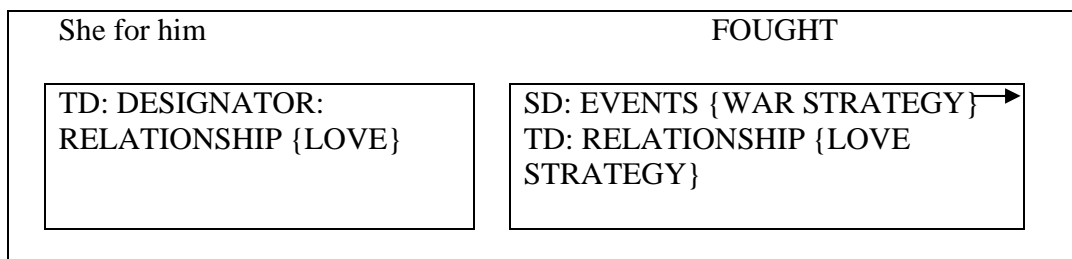 She for him FOUGHT
TD: DESIGNATOR:
RELATIONSHIP {LOVE}
SD: EVENTS {WAR STRATEGY}
TD: RELATIONSHIP {LOVE
STRATEGY}